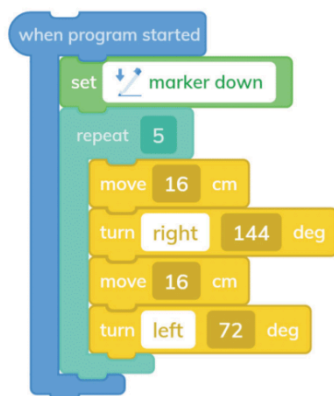 when program started
set marker down
repeat 5
move 16 cm
turn right 144 deg
move 16 cm
turn left 72 deg